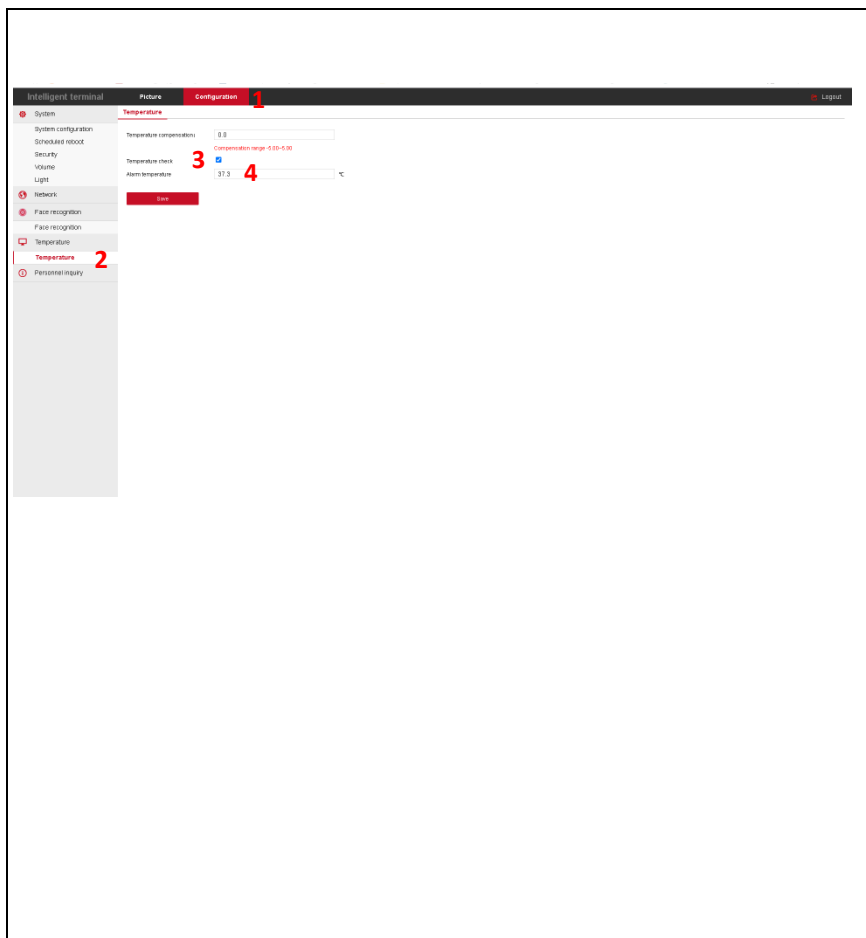 Intelligent terminal Picture Configuration 1 Logout
System
System configuration
Scheduled reboot
Security
Volume
Light
Network
Face recognition
Face recognition
Temperature
Temperature 2
Personnel inquiry
Temperature
Temperature compensation: 0.0
Compensation range -5.00~5.00
Temperature check 3
Alarm temperature 37.3 4 ℃
Save